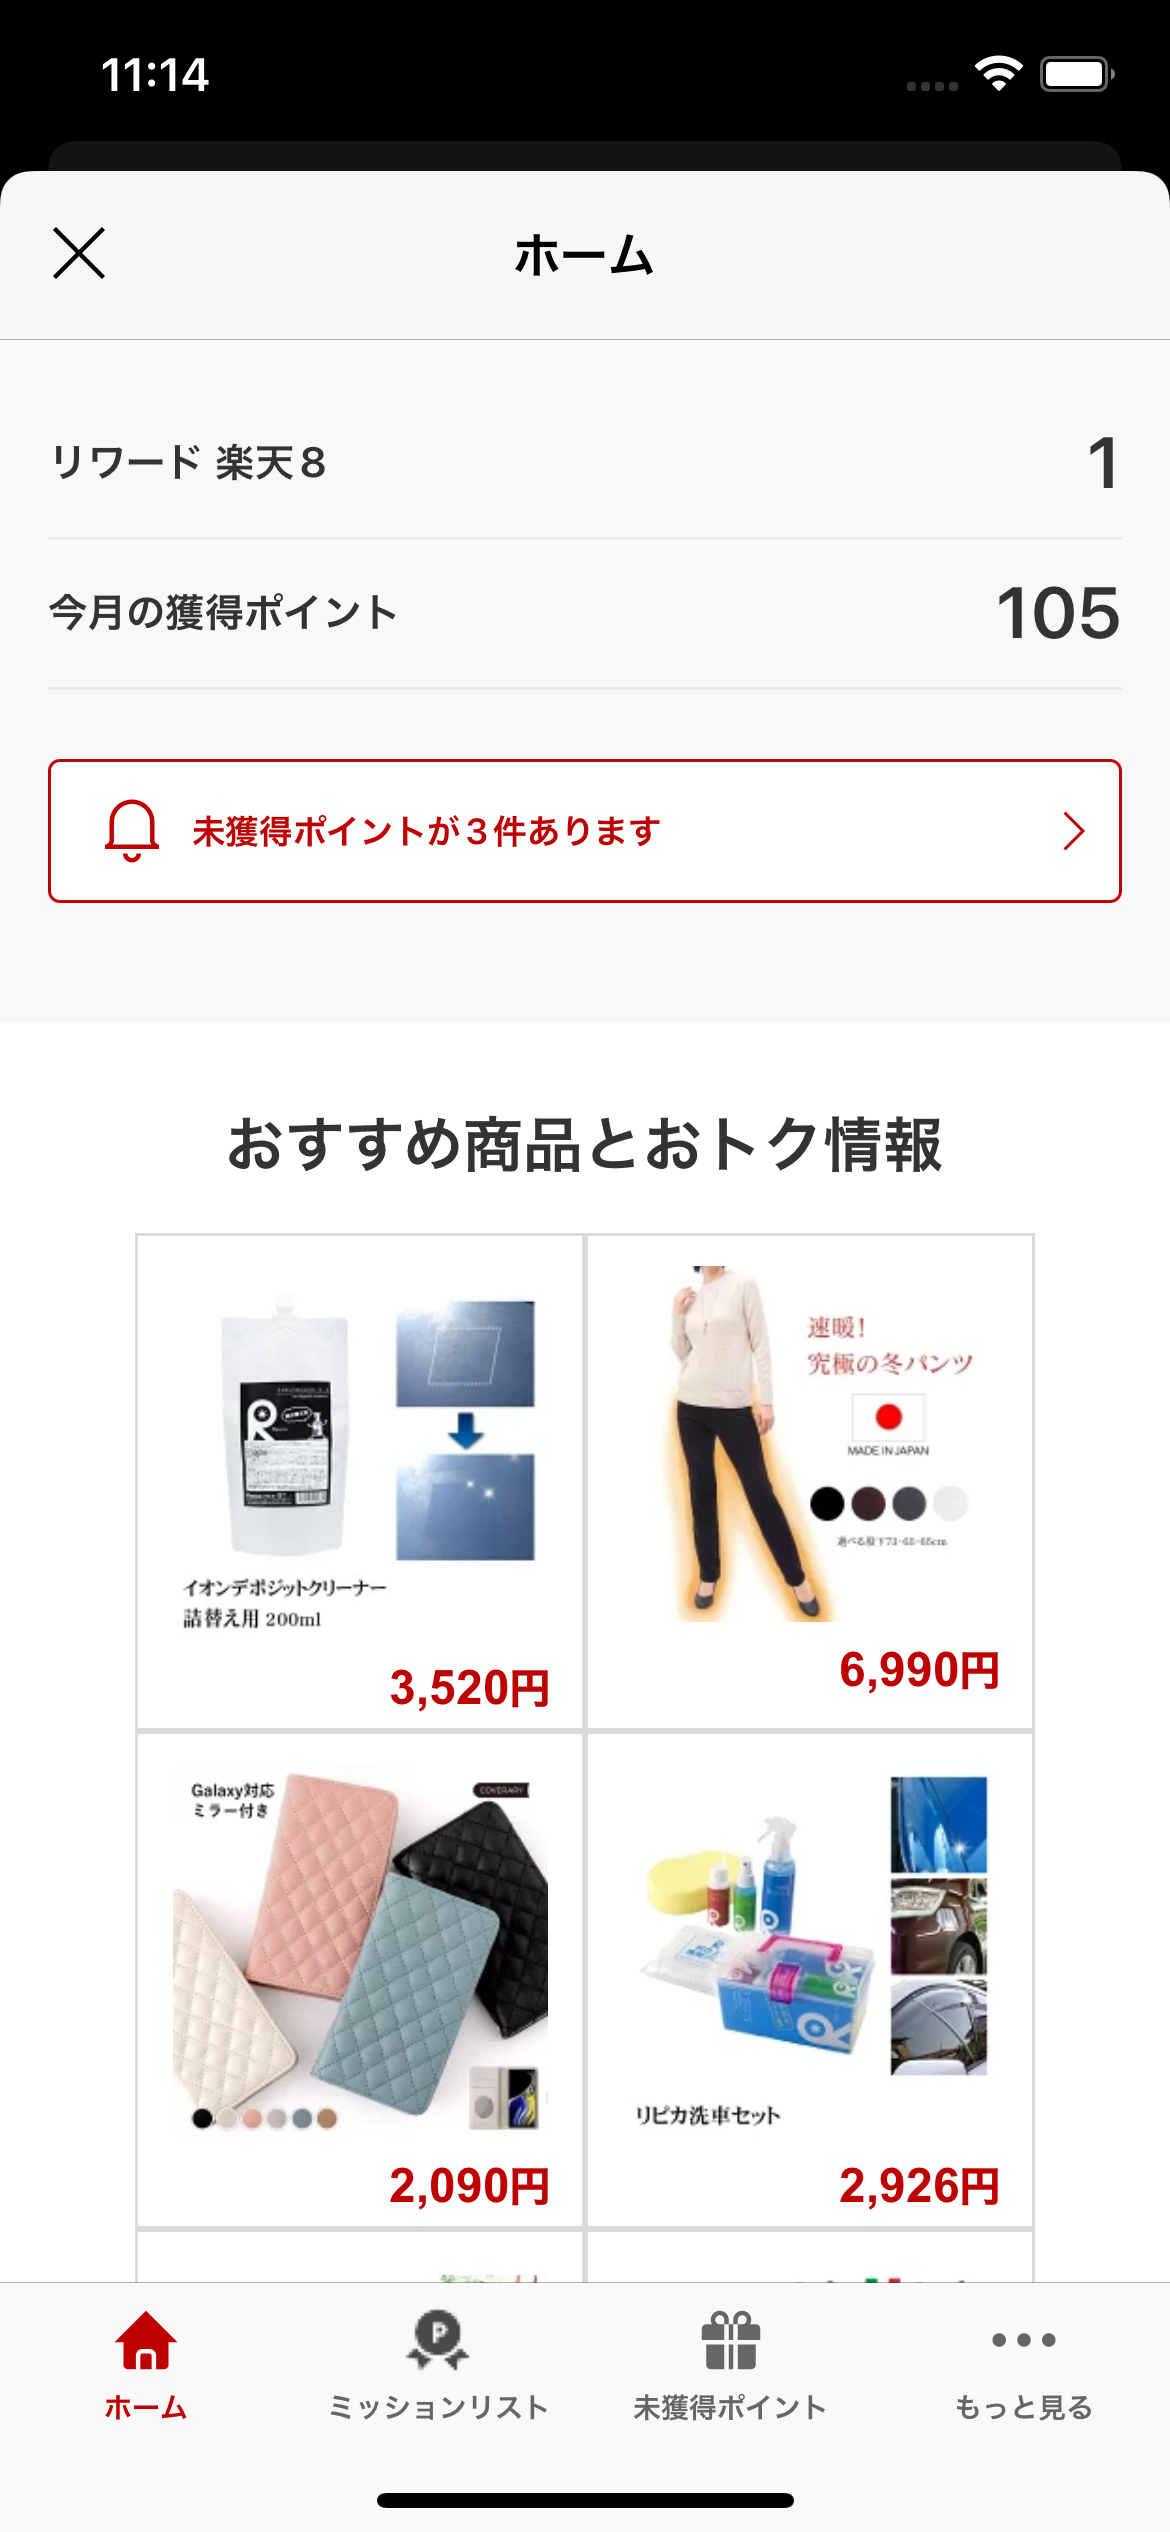 11:14
ホーム
リワード 楽天8
1
今月の獲得ポイント
105
未獲得ポイントが3件あります
おすすめ商品とおトク情報
イオンデポジットクリーナー
詰替え用 200ml
3,520円
速暖!
究極の冬パンツ
MADE IN JAPAN
6,990円
Galaxy対応
ミラー付き
COVERARY
2,090円
リピカ洗車セット
2,926円
ホーム
ミッションリスト
未獲得ポイント
もっと見る